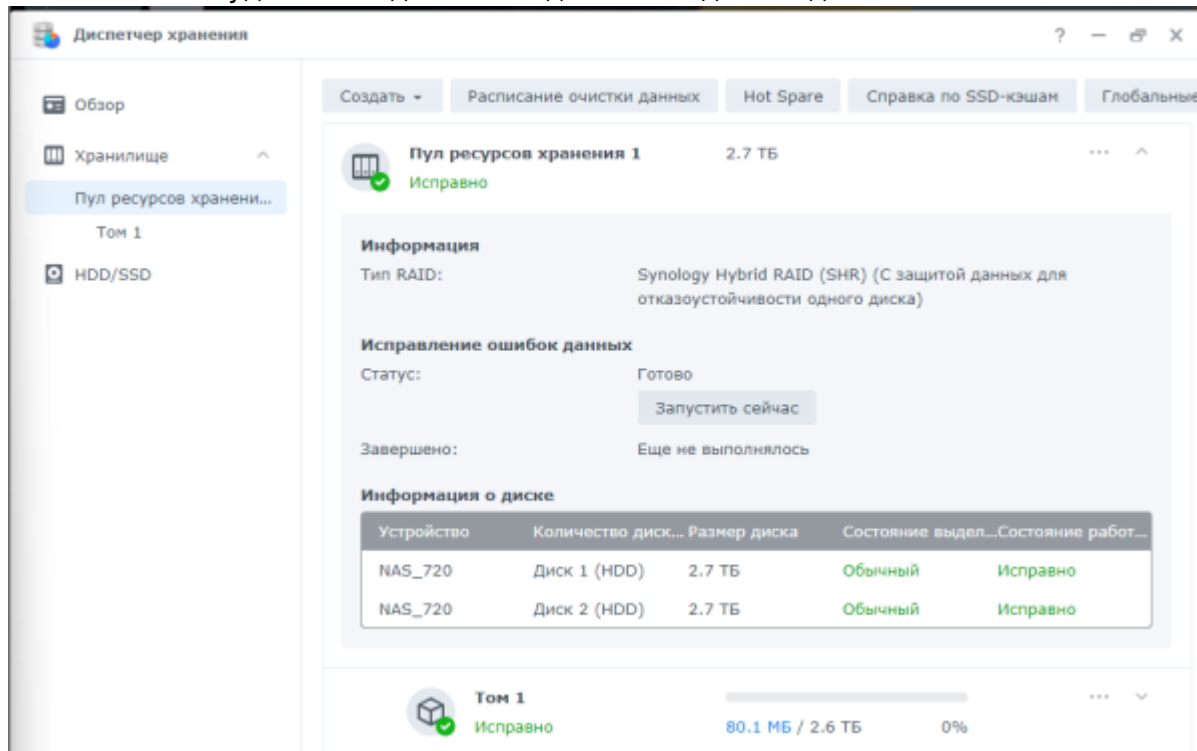 Диспетчер хранения
Обзор
Хранилище
Пул ресурсов хранени...
Том 1
HDD/SSD
Создать
Расписание очистки данных
Hot Spare
Справка по SSD-кэшам
Глобальные
Пул ресурсов хранения 1 2.7 ТБ
Исправно
Информация
Тип RAID: Synology Hybrid RAID (SHR) (С защитой данных для
отказоустойчивости одного диска)
Исправление ошибок данных
Статус: Готово
Запустить сейчас
Завершено: Еще не выполнялось
Информация о диске
Устройство Количество диск... Размер диска Состояние выдел... Состояние работ...
NAS_720 Диск 1 (HDD) 2.7 ТБ Обычный Исправно
NAS_720 Диск 2 (HDD) 2.7 ТБ Обычный Исправно
Том 1
Исправно 80.1 МБ / 2.6 ТБ 0%